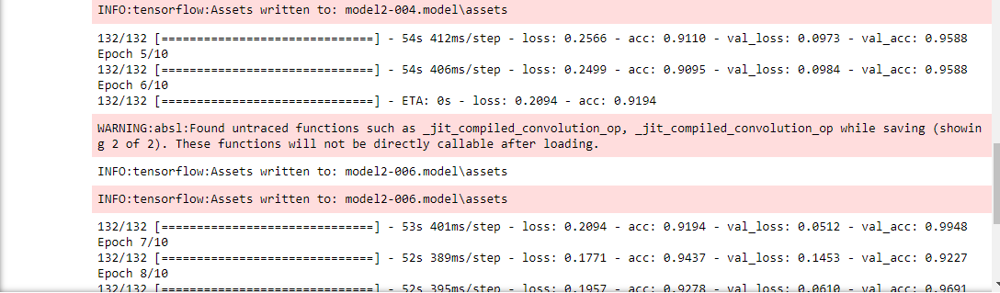 INFO:tensorflow:Assets written to: model2-004.model\assets
132/132 [==============================] - 54s 412ms/step - loss: 0.2566 - acc: 0.9110 - val_loss: 0.0973 - val_acc: 0.9588
Epoch 5/10
132/132 [==============================] - 54s 406ms/step - loss: 0.2499 - acc: 0.9095 - val_loss: 0.0984 - val_acc: 0.9588
Epoch 6/10
132/132 [==============================] - ETA: 0s - loss: 0.2094 - acc: 0.9194
WARNING:absl:Found untraced functions such as _jit_compiled_convolution_op, _jit_compiled_convolution_op while saving (showin
g 2 of 2). These functions will not be directly callable after loading.
INFO:tensorflow:Assets written to: model2-006.model\assets
INFO:tensorflow:Assets written to: model2-006.model\assets
132/132 [==============================] - 53s 401ms/step - loss: 0.2094 - acc: 0.9194 - val_loss: 0.0512 - val_acc: 0.9948
Epoch 7/10
132/132 [==============================] - 52s 389ms/step - loss: 0.1771 - acc: 0.9437 - val_loss: 0.1453 - val_acc: 0.9227
Epoch 8/10
132/132 [==============================] - 52s 395ms/step - loss: 0.1957 - acc: 0.9278 - val_loss: 0.0610 - val_acc: 0.9691